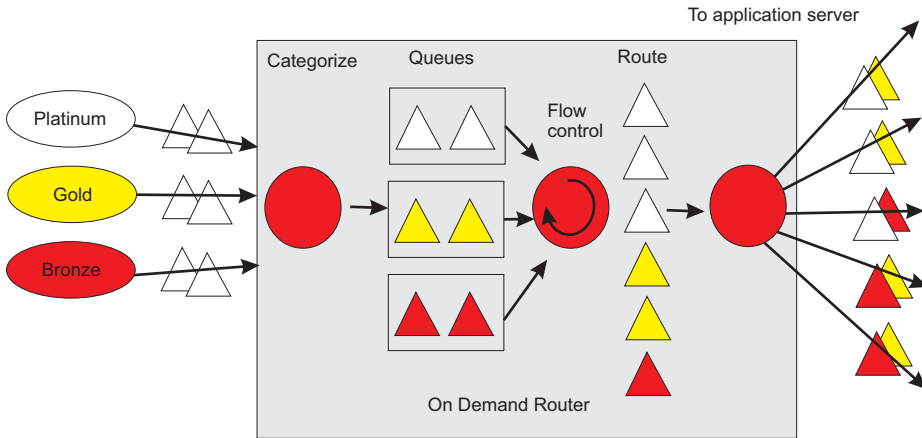 To application server
Categorize
Queues
Route
Platinum
Flow
control
Gold
Bronze
On Demand Router